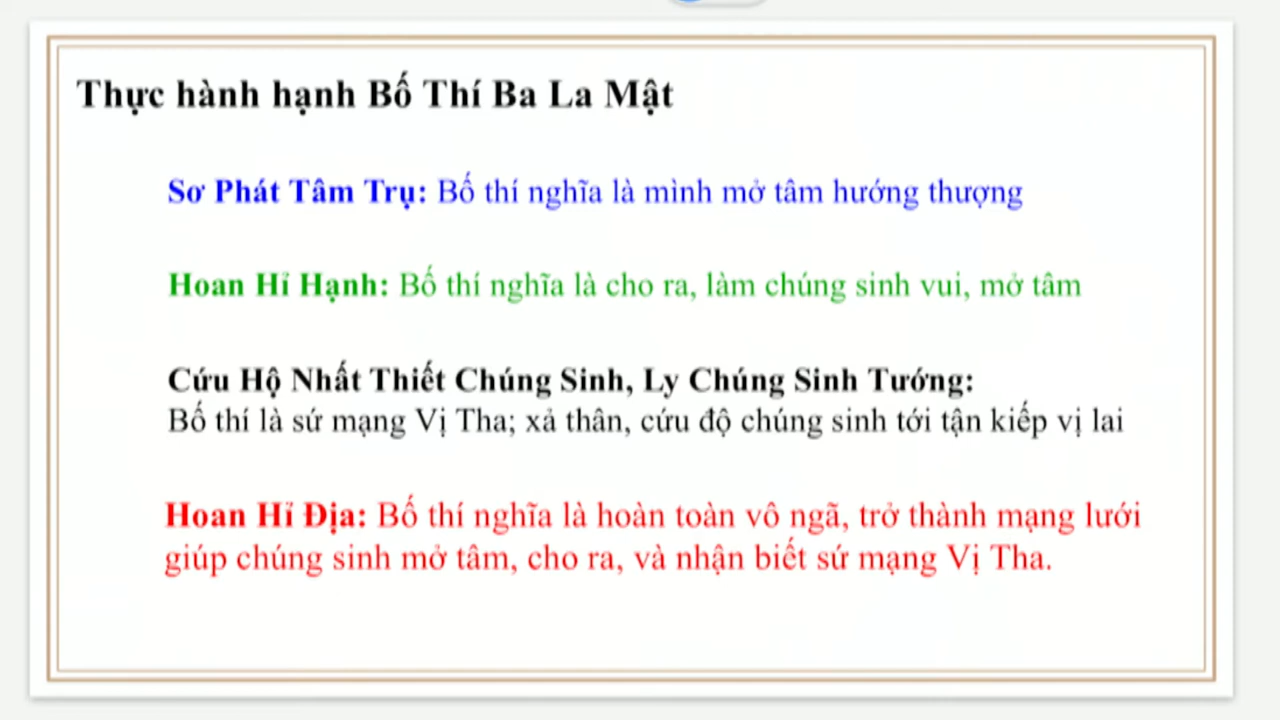 Thực hành hạnh Bố Thí Ba La Mật
Sơ Phát Tâm Trụ: Bố thí nghĩa là mình mở tâm hướng thượng
Hoan Hỉ Hạnh: Bố thí nghĩa là cho ra, làm chúng sinh vui, mở tâm
Cứu Hộ Nhất Thiết Chúng Sinh, Ly Chúng Sinh Tướng:
Bố thí là sứ mạng Vị Tha; xả thân, cứu độ chúng sinh tới tận kiếp vị lai
Hoan Hỉ Địa: Bố thí nghĩa là hoàn toàn vô ngã, trở thành mạng lưới
giúp chúng sinh mở tâm, cho ra, và nhận biết sứ mạng Vị Tha.